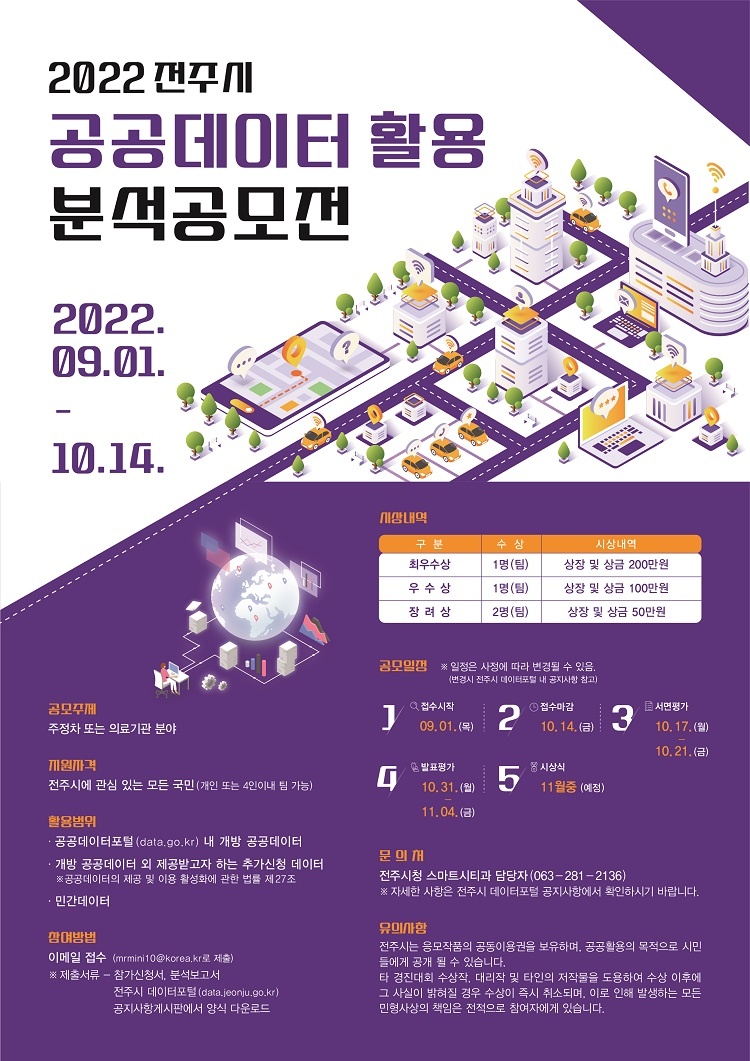 2022 전주시
공공데이터 활용
분석공모전
2022.
09.01.
-
10.14.
공모주제
주정차 또는 의료기관 분야
지원자격
전주시에 관심 있는 모든 국민(개인 또는 4인이내 팀 가능)
활용범위
· 공공데이터포털(data.go.kr) 내 개방 공공데이터
· 개방 공공데이터 외 제공받고자 하는 추가신청 데이터
※공공데이터의 제공 및 이용 활성화에 관한 법률 제27조
· 민간데이터
참여방법
이메일 접수 (mrmini10@korea.kr로 제출)
※ 제출서류 - 참가신청서, 분석보고서
전주시 데이터포털(data.jeonju.go.kr)
공지사항게시판에서 양식 다운로드
시상내역
구 분 수 상 시상내역
최우수상 1명(팀) 상장 및 상금 200만원
우 수 상 1명(팀) 상장 및 상금 100만원
장 려 상 2명(팀) 상장 및 상금 50만원
공모일정 ※ 일정은 사정에 따라 변경될 수 있음.
(변경시 전주시 데이터포털 내 공지사항 참고)
1 접수시작
09.01.(목)
2 접수마감
10.14.(금)
3 서면평가
10.17.(월)
-
10.21.(금)
4 발표평가
10.31.(월)
-
11.04.(금)
5 시상식
11월중 (예정)
문 의 처
전주시청 스마트시티과 담당자(063-281-2136)
※ 자세한 사항은 전주시 데이터포털 공지사항에서 확인하시기 바랍니다.
유의사항
전주시는 응모작품의 공동이용권을 보유하며, 공공활용의 목적으로 시민
들에게 공개 될 수 있습니다.
타 경진대회 수상작, 대리작 및 타인의 저작물을 도용하여 수상 이후에
그 사실이 밝혀질 경우 수상이 즉시 취소되며, 이로 인해 발생하는 모든
민형사상의 책임은 전적으로 참여자에게 있습니다.